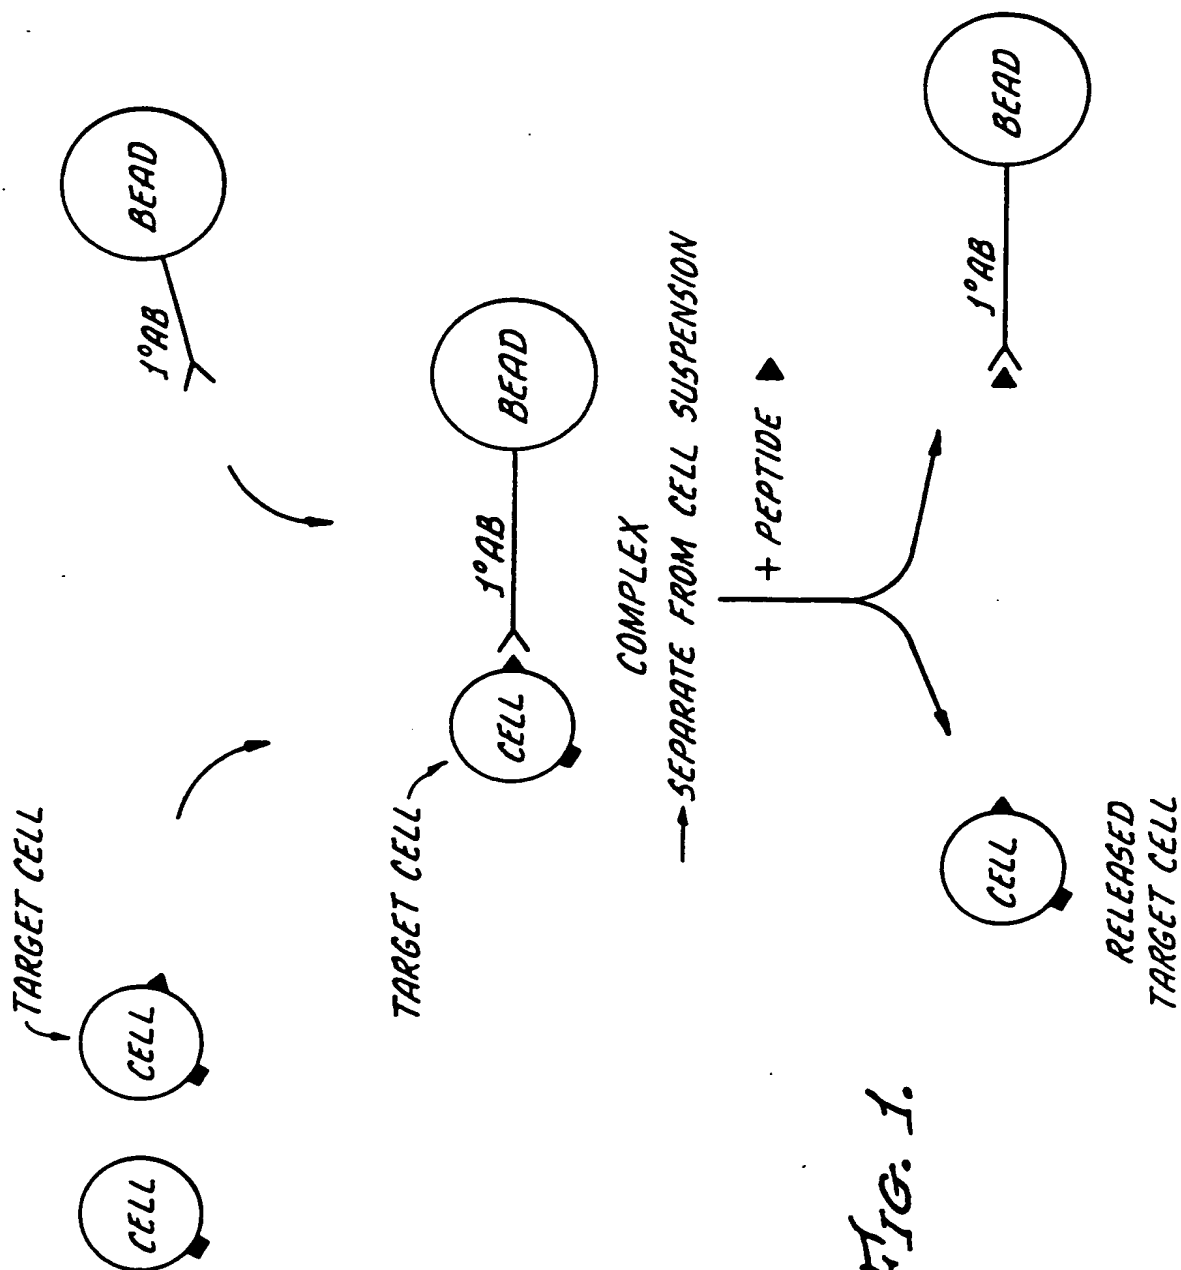 TARGET CELL
CELL
CELL
1°AB
BEAD
TARGET CELL
CELL
1°AB
BEAD
COMPLEX
SEPARATE FROM CELL SUSPENSION
+ PEPTIDE
CELL
1°AB
BEAD
RELEASED
TARGET CELL
FIG. 1.